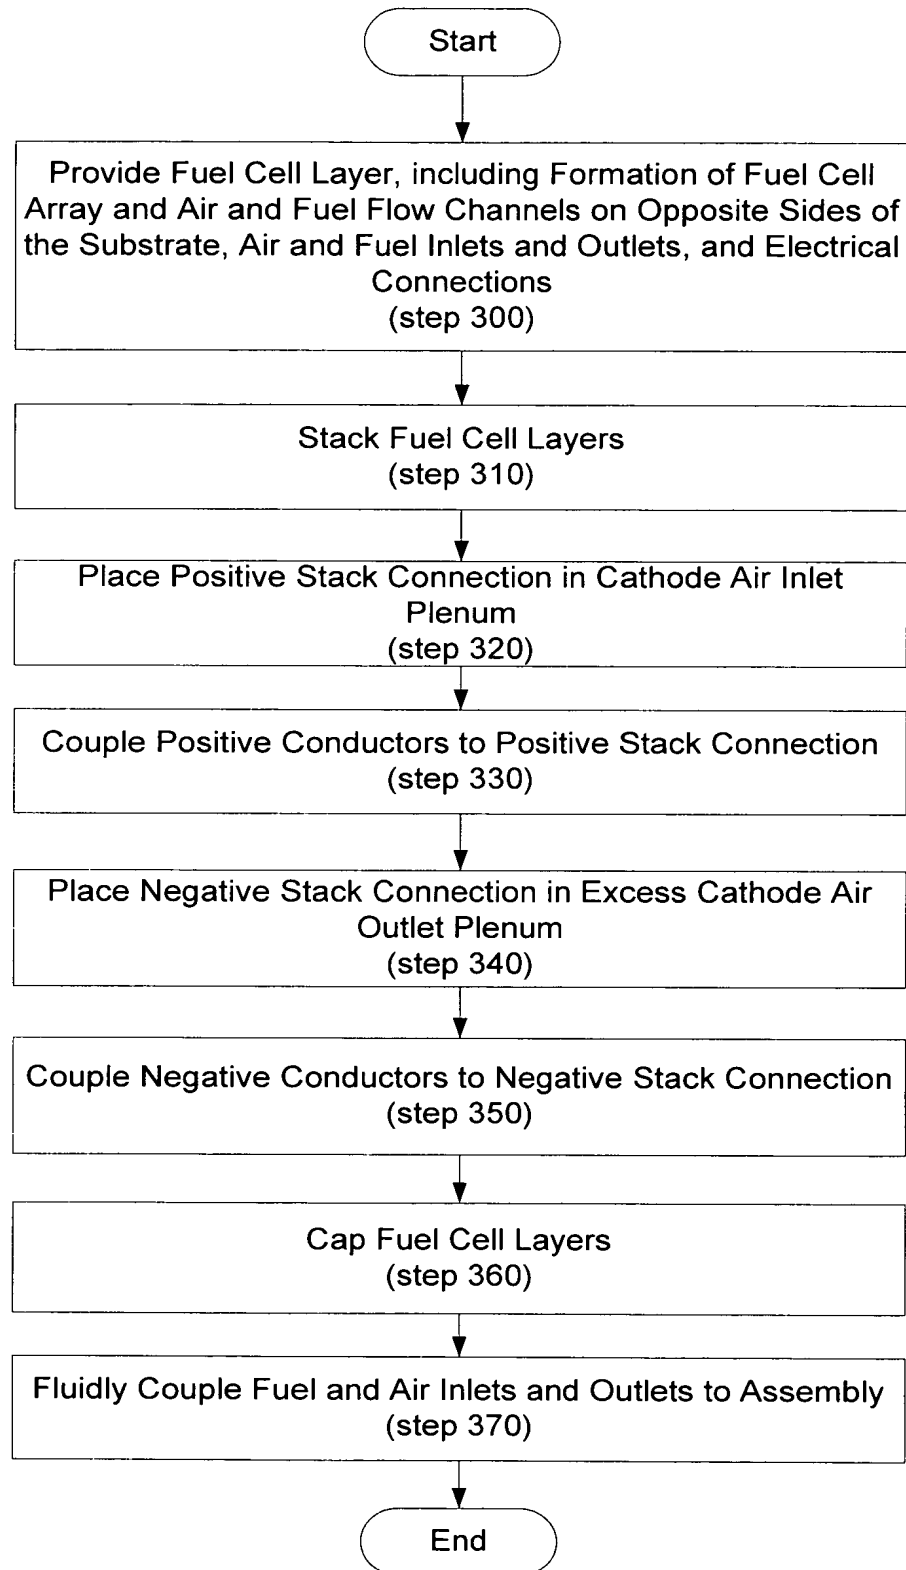 Start
Provide Fuel Cell Layer, including Formation of Fuel Cell
Array and Air and Fuel Flow Channels on Opposite Sides of
the Substrate, Air and Fuel Inlets and Outlets, and Electrical
Connections
(step 300)
Stack Fuel Cell Layers
(step 310)
Place Positive Stack Connection in Cathode Air Inlet
Plenum
(step 320)
Couple Positive Conductors to Positive Stack Connection
(step 330)
Place Negative Stack Connection in Excess Cathode Air
Outlet Plenum
(step 340)
Couple Negative Conductors to Negative Stack Connection
(step 350)
Cap Fuel Cell Layers
(step 360)
Fluidly Couple Fuel and Air Inlets and Outlets to Assembly
(step 370)
End